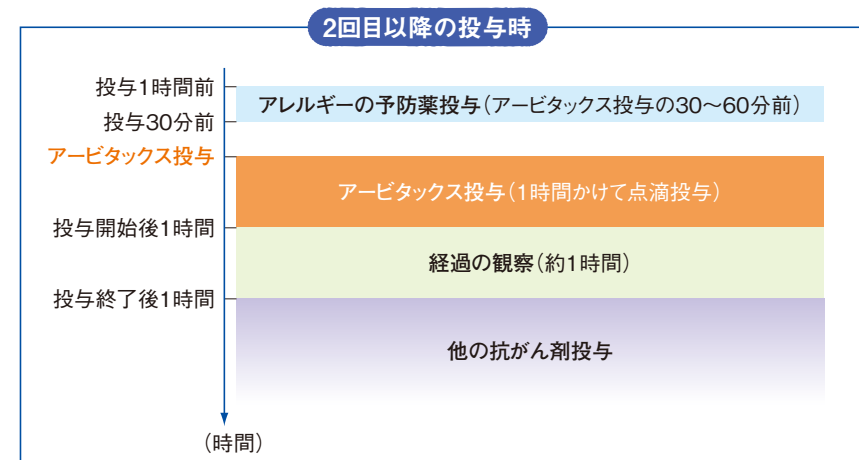 2回目以降の投与時
投与1時間前
アレルギーの予防薬投与（アービタックス投与の30〜60分前）
投与30分前
アービタックス投与
アービタックス投与（1時間かけて点滴投与）
投与開始後1時間
経過の観察（約1時間）
投与終了後1時間
他の抗がん剤投与
（時間）